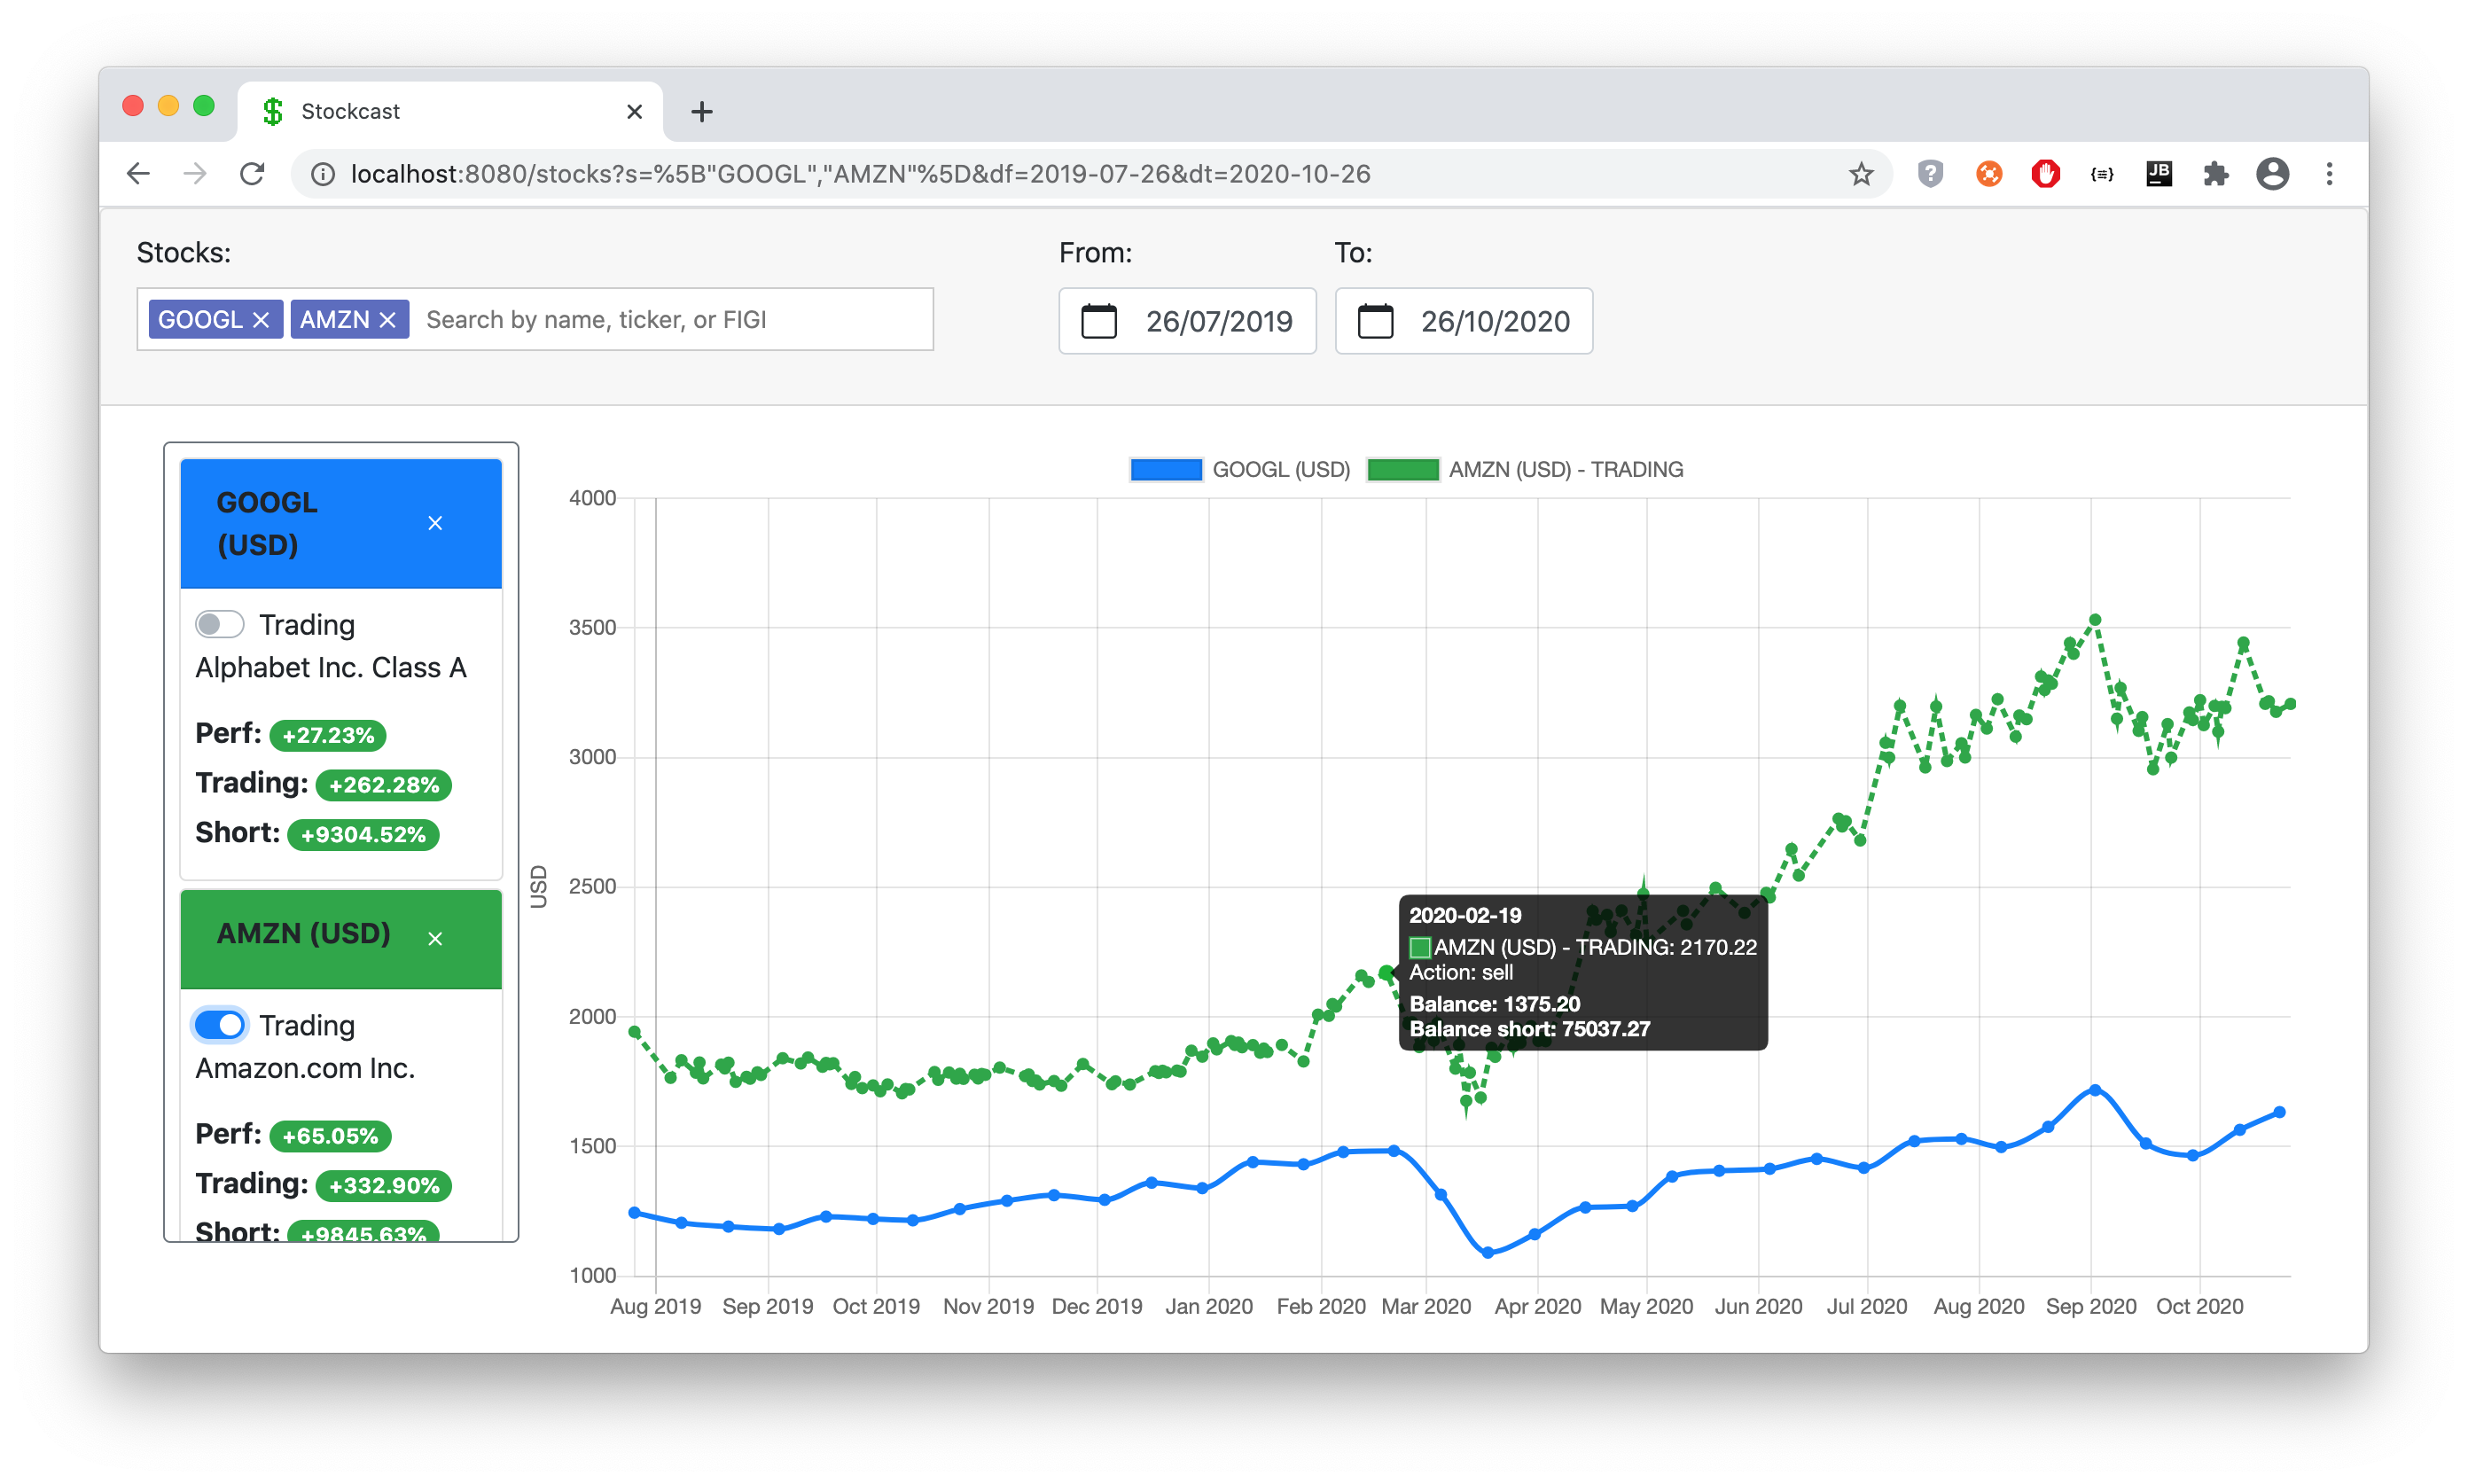 Stockcast
localhost:8080/stocks?s=%5B"GOOGL","AMZN"%5D&df=2019-07-26&dt=2020-10-26
JB
Stocks:
From:
To:
GOOGL
AMZN
Search by name, ticker, or FIGI
26/07/2019
26/10/2020
GOOGL
(USD)
Trading
Alphabet Inc. Class A
Perf: +27.23%
Trading: +262.28%
Short: +9304.52%
AMZN (USD)
Trading
Amazon.com Inc.
Perf: +65.05%
Trading: +332.90%
Short: +9845.63%
GOOGL (USD)
AMZN (USD) - TRADING
USD
4000
3500
3000
2500
2000
1500
1000
2020-02-19
AMZN (USD) - TRADING: 2170.22
Action: sell
Balance: 1375.20
Balance short: 75037.27
Aug 2019 Sep 2019 Oct 2019 Nov 2019 Dec 2019 Jan 2020 Feb 2020 Mar 2020 Apr 2020 May 2020 Jun 2020 Jul 2020 Aug 2020 Sep 2020 Oct 2020